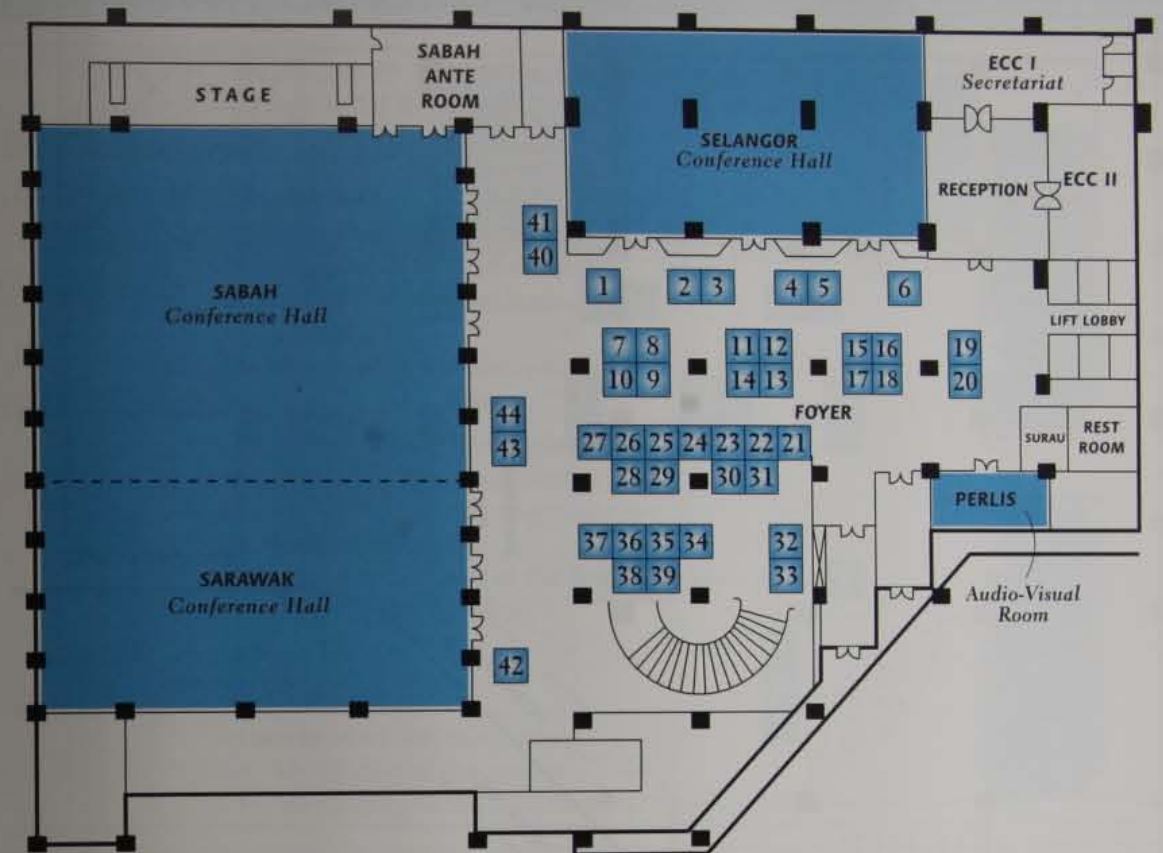 SABAH
ANTE
ROOM
STAGE
ECC I
Secretariat
SELANGOR
Conference Hall
RECEPTION
ECC II
41
40
1
2 3
4 5
6
SABAH
Conference Hall
LIFT LOBBY
7 8
10 9
11 12
14 13
15 16
17 18
19
20
FOYER
44
43
27 26 25 24 23 22 21
28 29
30 31
SURAU
REST
ROOM
PERLIS
37 36 35 34
38 39
32
33
SARAWAK
Conference Hall
Audio-Visual
Room
42